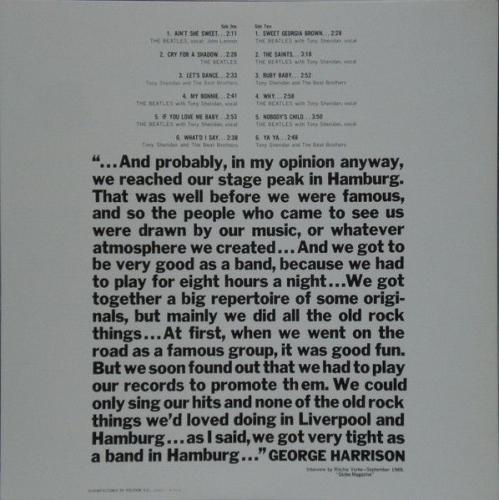 Side One
1. AIN'T SHE SWEET...2:11
THE BEATLES, vocal: John Lennon
2. CRY FOR A SHADOW...2:26
THE BEATLES
3. LET'S DANCE...2:33
Tony Sheridan and The Beat Brothers
4. MY BONNIE...2:41
THE BEATLES with Tony Sheridan, vocal
5. IF YOU LOVE ME BABY...2:53
THE BEATLES with Tony Sheridan, vocal
6. WHAT'D I SAY...2:38
Tony Sheridan and The Beat Brothers
Side Two
1. SWEET GEORGIA BROWN...2:28
THE BEATLES with Tony Sheridan, vocal
2. THE SAINTS...3:18
THE BEATLES with Tony Sheridan, vocal
3. RUBY BABY...2:52
Tony Sheridan and The Beat Brothers
4. WHY...2:58
THE BEATLES with Tony Sheridan, vocal
5. NOBODY'S CHILD...3:50
THE BEATLES with Tony Sheridan, vocal
6. YA YA...2:48
Tony Sheridan and The Beat Brothers
“...And probably, in my opinion anyway,
we reached our stage peak in Hamburg.
That was well before we were famous,
and so the people who came to see us
were drawn by our music, or whatever
atmosphere we created...And we got to
be very good as a band, because we had
to play for eight hours a night...We got
together a big repertoire of some origi-
nals, but mainly we did all the old rock
things...At first, when we went on the
road as a famous group, it was good fun.
But we soon found out that we had to play
our records to promote them. We could
only sing our hits and none of the old rock
things we'd loved doing in Liverpool and
Hamburg...as I said, we got very tight as
a band in Hamburg...” GEORGE HARRISON
Interview by Ritchie Yorke—September 1969,
"Globe Magazine"